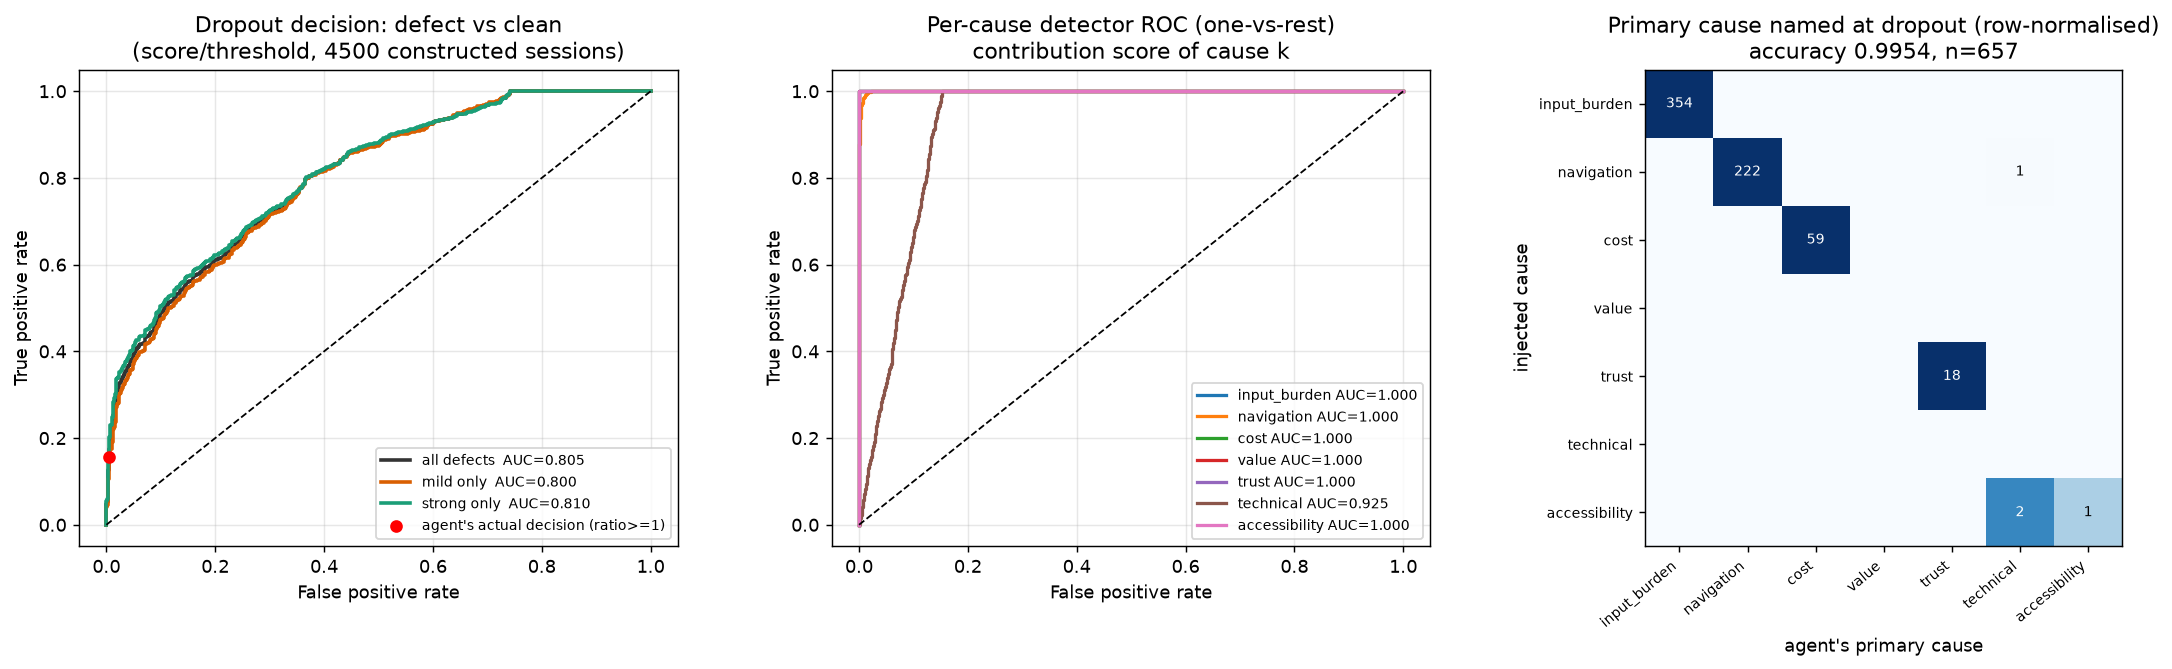 Dropout decision: defect vs clean
(score/threshold, 4500 constructed sessions)
True positive rate
1.0
0.8
0.6
0.4
0.2
0.0
all defects  AUC=0.805
mild only  AUC=0.800
strong only  AUC=0.810
agent's actual decision (ratio>=1)
0.0
0.2
0.4
0.6
0.8
1.0
False positive rate
Per-cause detector ROC (one-vs-rest)
contribution score of cause k
True positive rate
1.0
0.8
0.6
0.4
0.2
0.0
input_burden AUC=1.000
navigation AUC=1.000
cost AUC=1.000
value AUC=1.000
trust AUC=1.000
technical AUC=0.925
accessibility AUC=1.000
0.0
0.2
0.4
0.6
0.8
1.0
False positive rate
Primary cause named at dropout (row-normalised)
accuracy 0.9954, n=657
injected cause
input_burden
354
navigation
222
1
cost
59
value
trust
18
technical
accessibility
2
1
input_burden
navigation
cost
value
trust
technical
accessibility
agent's primary cause